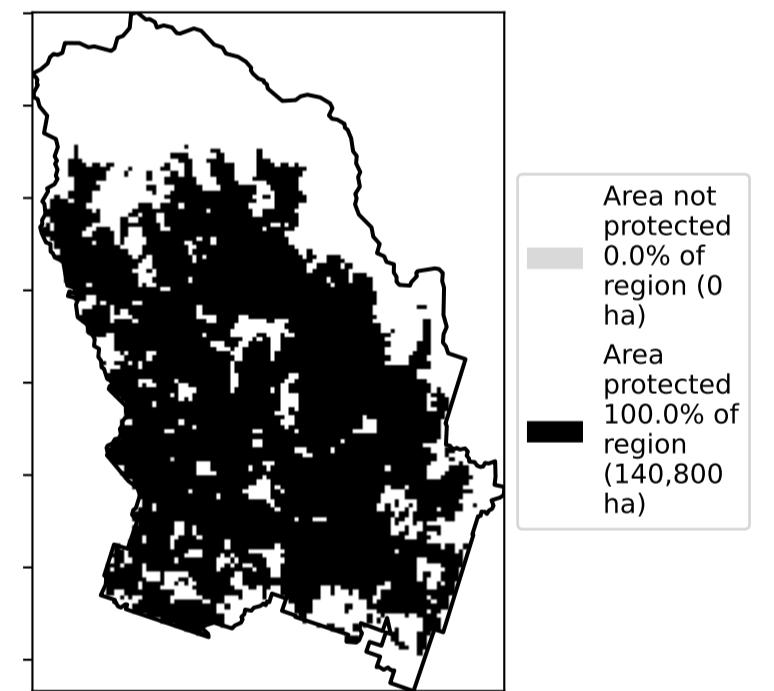 Area not
protected
0.0% of
region (0
ha)
Area
protected
100.0% of
region
(140,800
ha)